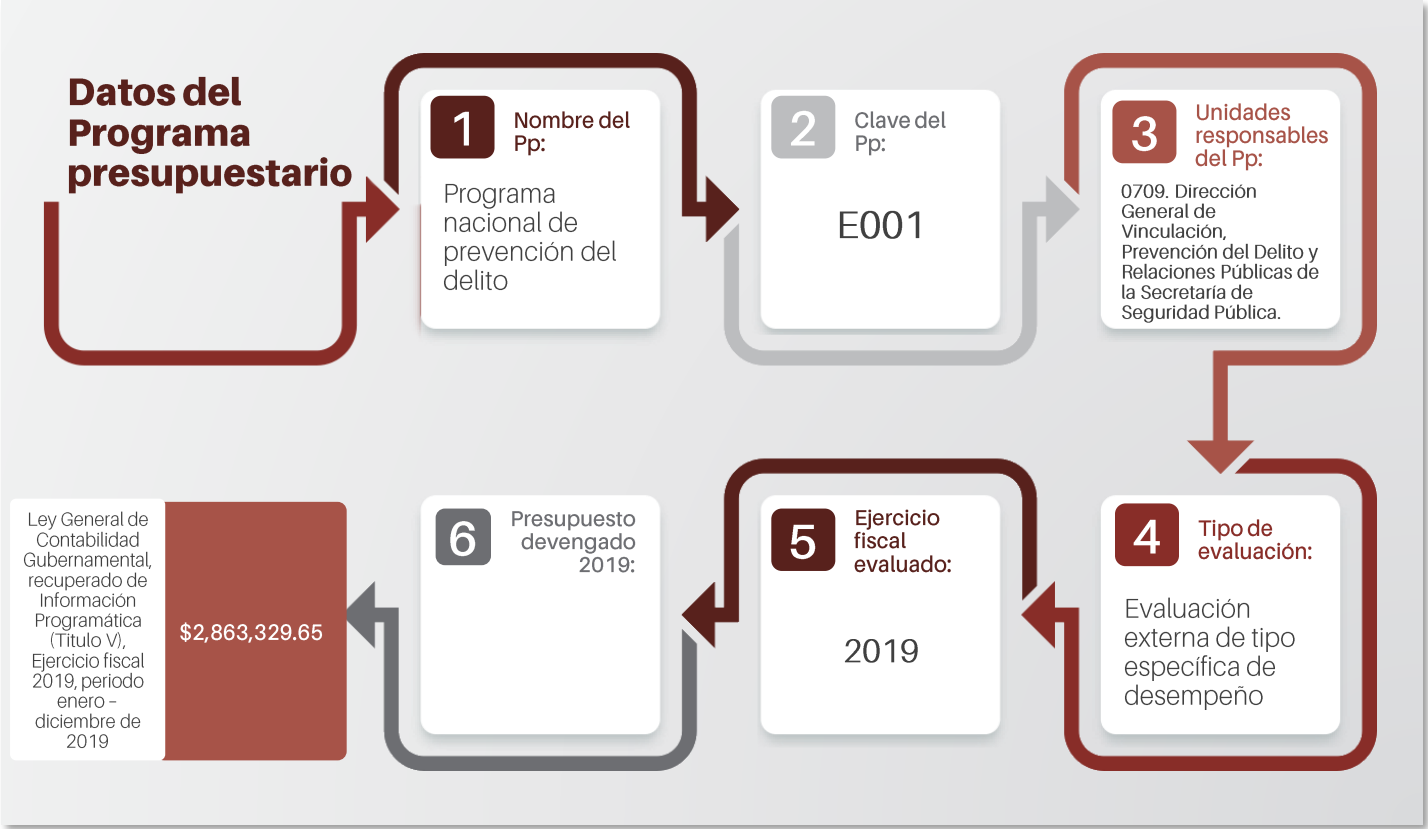 Datos del
Programa
presupuestario
1
Nombre del
Pp:
Programa
nacional de
prevención del
delito
2
Clave del
Pp:
E001
3
Unidades
responsables
del Pp:
0709. Dirección
General de
Vinculación,
Prevención del Delito y
Relaciones Públicas de
la Secretaría de
Seguridad Pública.
4
Tipo de
evaluación:
Evaluación
externa de tipo
específica de
desempeño
5
Ejercicio
fiscal
evaluado:
2019
6
Presupuesto
devengado
2019:
$2,863,329.65
Ley General de
Contabilidad
Gubernamental,
recuperado de
Información
Programática
(Titulo V),
Ejercicio fiscal
2019, periodo
enero –
diciembre de
2019